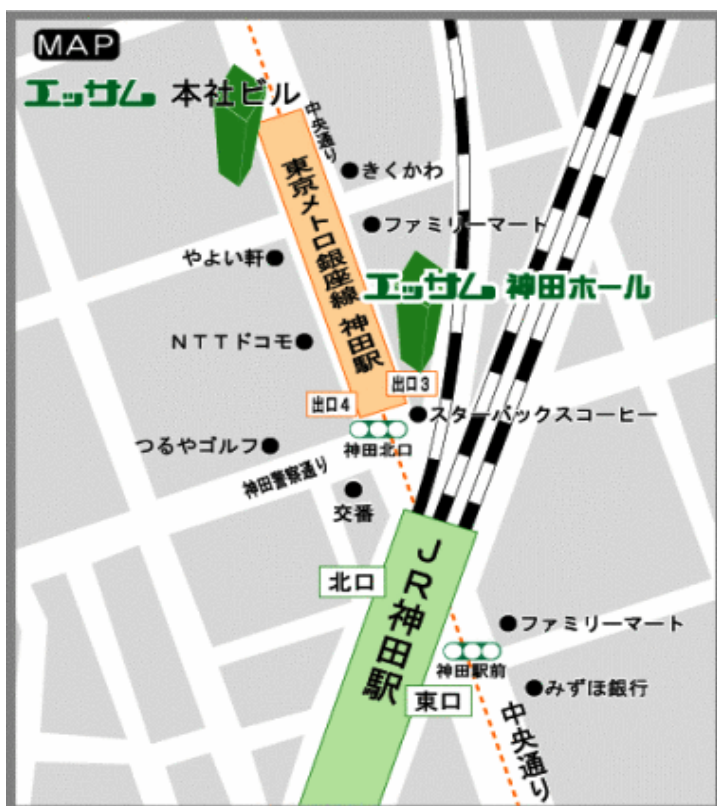 MAP
エッサム 本社ビル
中央通り
きくかわ
東京メトロ銀座線 神田駅
ファミリーマート
やよい軒
エッサム 神田ホール
NTTドコモ
出口3
出口4
スターバックスコーヒー
神田北口
つるやゴルフ
神田警察通り
交番
JR神田駅
北口
ファミリーマート
神田駅前
みずほ銀行
東口
中央通り